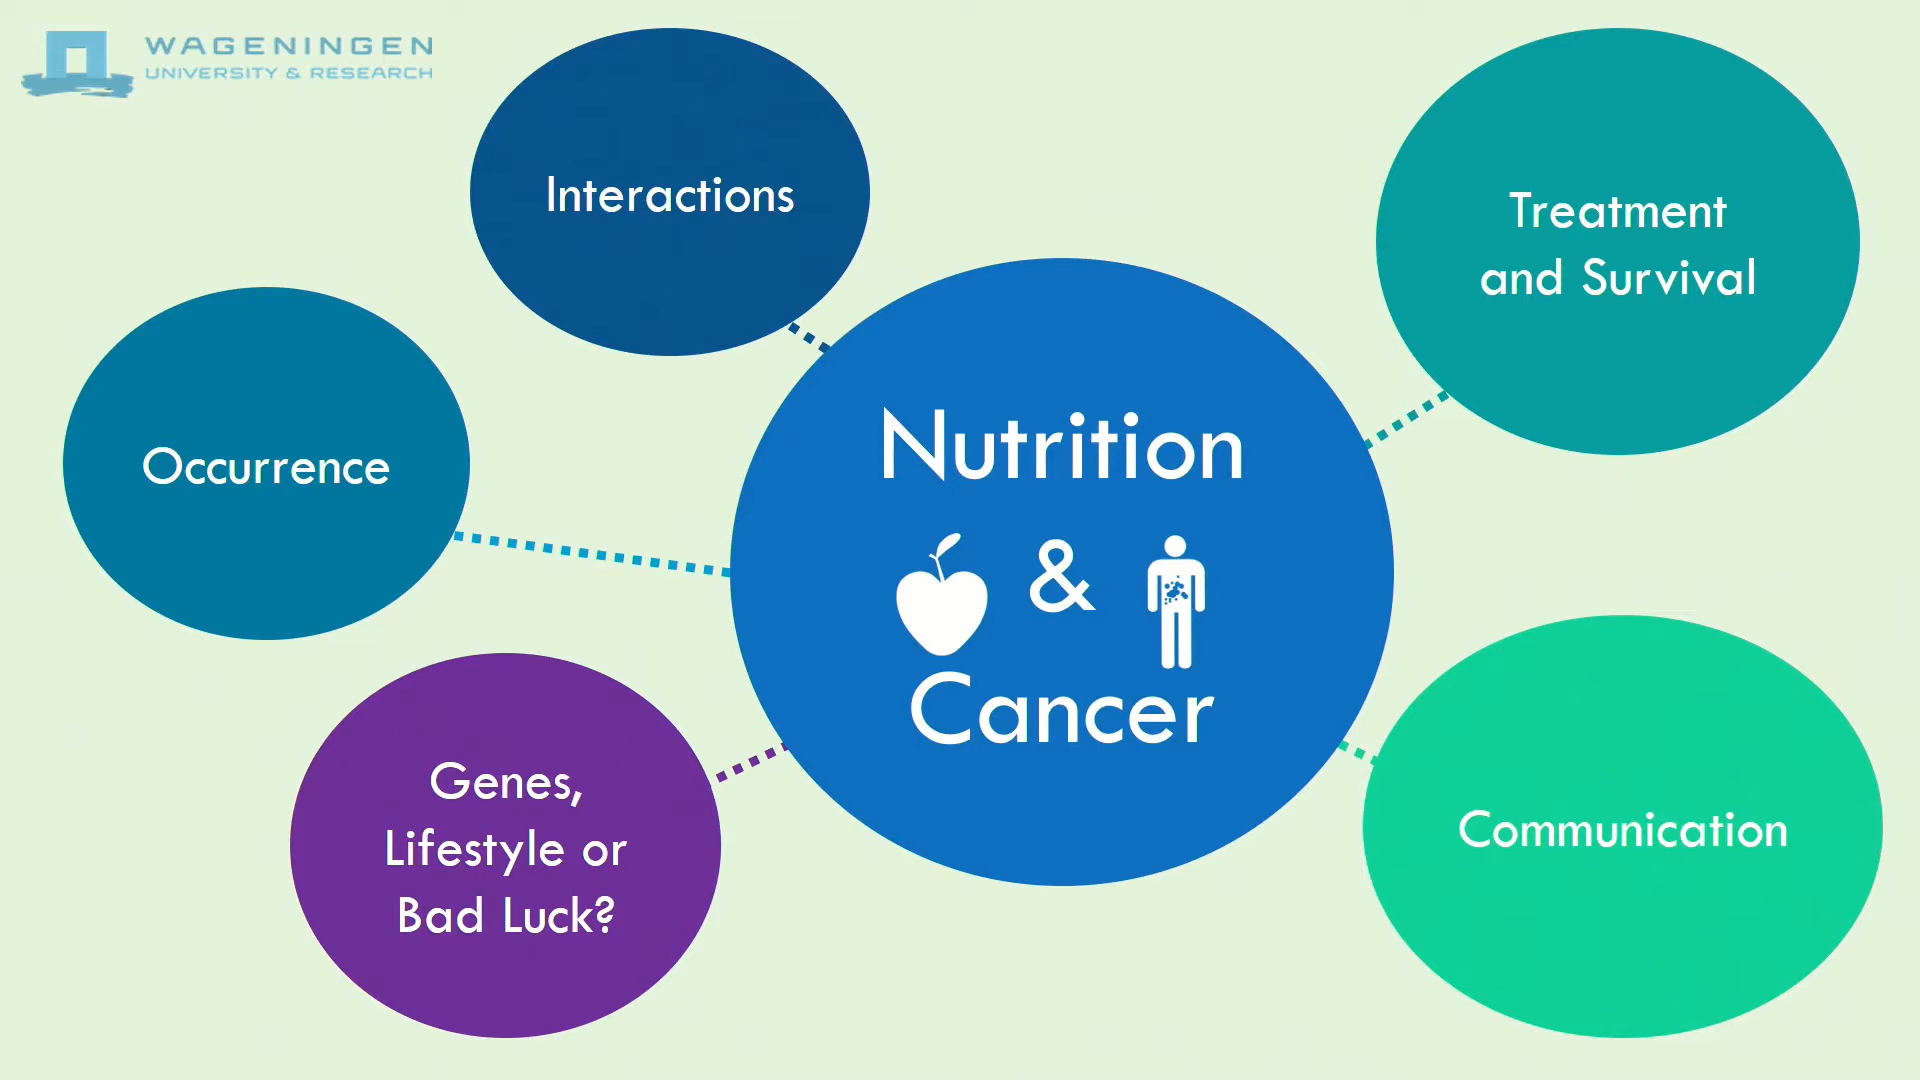 WAGENINGEN
UNIVERSITY & RESEARCH
Interactions
Treatment
and Survival
Occurrence
Nutrition
&
Cancer
Genes,
Lifestyle or
Bad Luck?
Communication